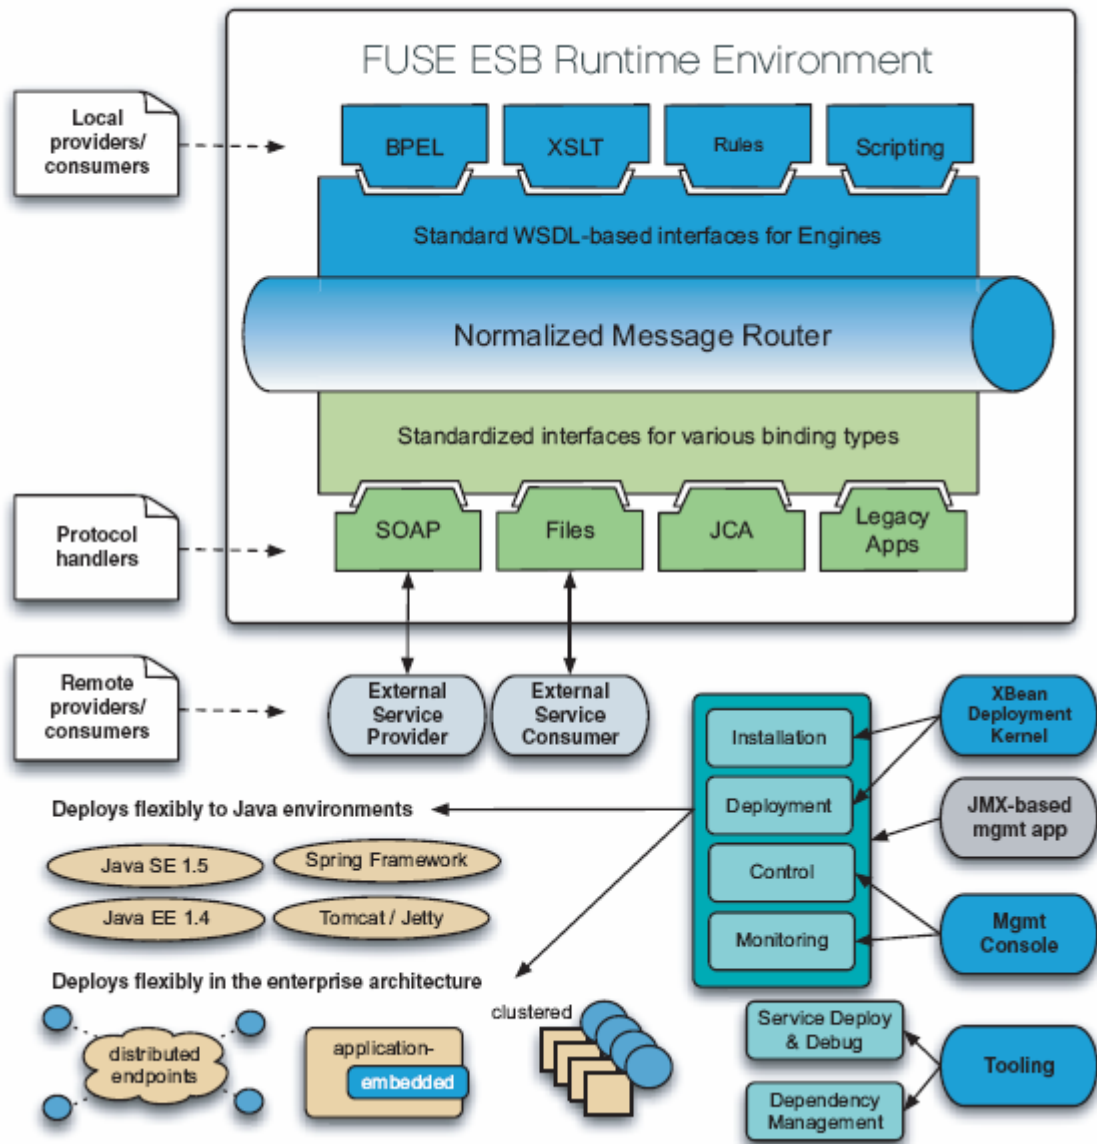 FUSE ESB Runtime Environment
Local
providers/
consumers
BPEL
XSLT
Rules
Scripting
Standard WSDL-based interfaces for Engines
Normalized Message Router
Standardized interfaces for various binding types
Protocol
handlers
SOAP
Files
JCA
Legacy
Apps
Remote
providers/
consumers
External
Service
Provider
External
Service
Consumer
Installation
Deployment
Control
Monitoring
XBean
Deployment
Kernel
JMX-based
mgmt app
Mgmt
Console
Deploys flexibly to Java environments
Java SE 1.5
Spring Framework
Java EE 1.4
Tomcat / Jetty
Deploys flexibly in the enterprise architecture
distributed
endpoints
application-
embedded
clustered
Service Deploy
& Debug
Dependency
Management
Tooling